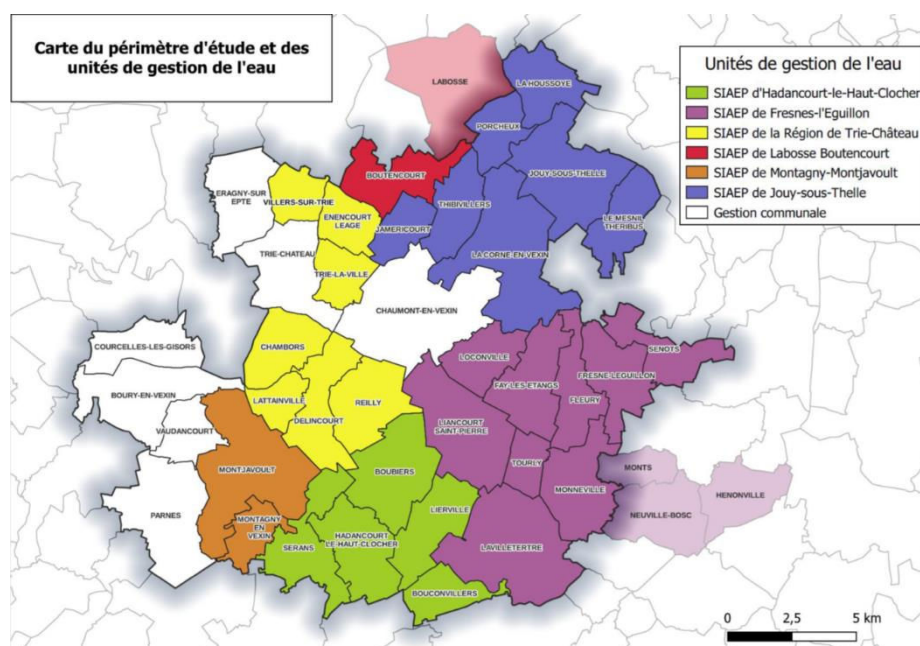 Carte du périmètre d'étude et des
unités de gestion de l'eau
Unités de gestion de l'eau
SIAEP d'Hadancourt-le-Haut-Clocher
SIAEP de Fresnes-l'Eguillon
SIAEP de la Région de Trie-Château
SIAEP de Labosse Boutencourt
SIAEP de Montagny-Montjavoult
SIAEP de Jouy-sous-Thelle
Gestion communale
LABOSSE
LA HOUSSOYE
PORCHEUX
BOUTENCOURT
JOUY-SOUS-THELLE
ERAGNY-SUR
EPTE
VILLERS-SUR-TRIE
ENENCOURT
LEAGE
JAMERICOURT
THIBIVILLERS
LE-MESNIL
THERIBUS
TRIE-CHATEAU
TRIE-LA-VILLE
LA CORNE-EN-VEXIN
CHAUMONT-EN-VEXIN
COURCELLES-LES-GISORS
CHAMBORS
LOCONVILLE
SENOTS
FAY-LES-ETANGS
FRESNE-LEGUILLON
BOURY-EN-VEXIN
LATTAINVILLE
REILLY
FLEURY
DELINCOURT
LIANCOURT
SAINT-PIERRE
VAUDANCOURT
MONTJAVOULT
BOUBIERS
TOURLY
MONTS
MONNEVILLE
HENONVILLE
NEUVILLE-BOSC
PARNES
MONTAGNY
EN
VEXIN
LIERVILLE
SERANS
HADANCOURT
LE-HAUT-CLOCHER
LAVILLETERTRE
BOUCONVILLERS
0 2,5 5 km